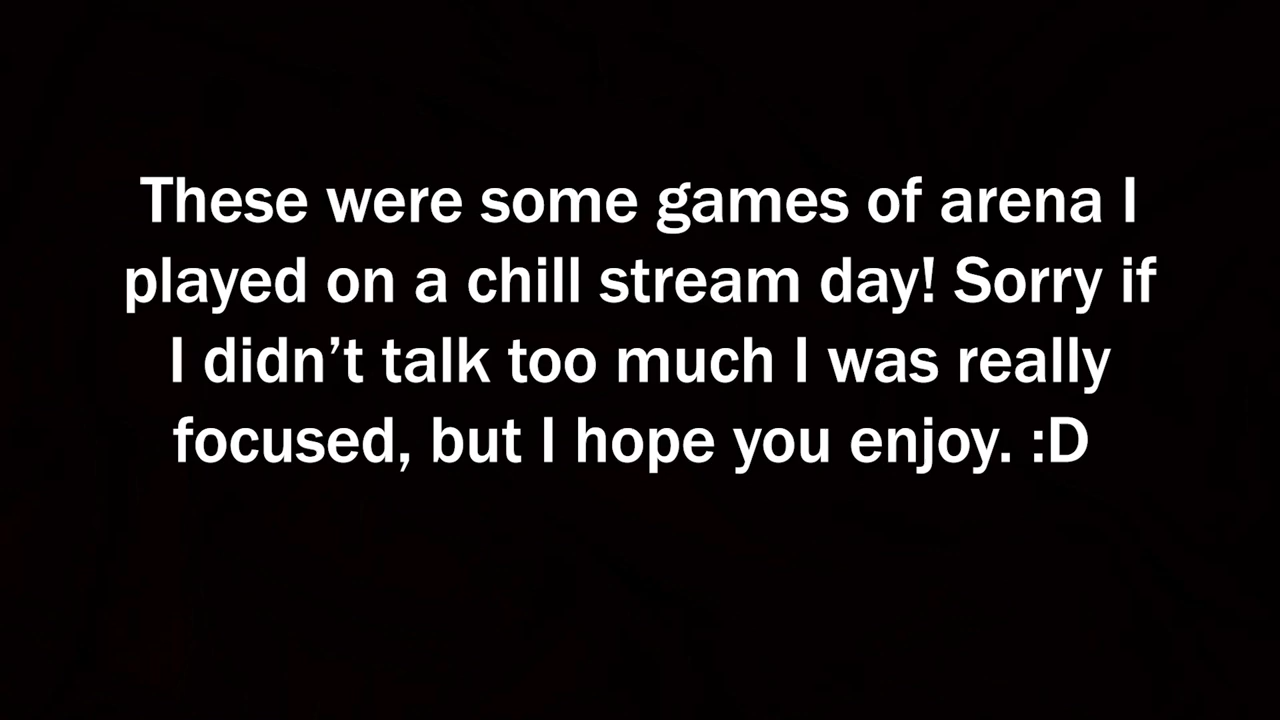 These were some games of arena I
played on a chill stream day! Sorry if
I didn’t talk too much I was really
focused, but I hope you enjoy. :D